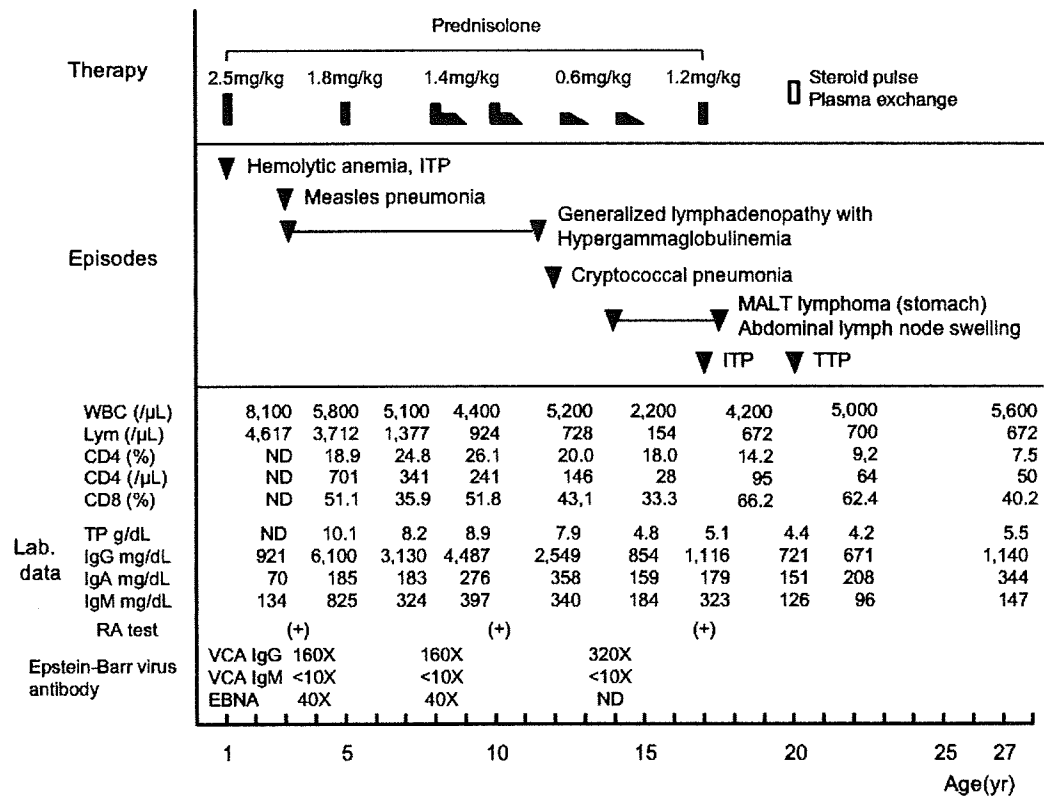 Prednisolone
Therapy
2.5mg/kg 1.8mg/kg 1.4mg/kg 0.6mg/kg 1.2mg/kg
Steroid pulse
Plasma exchange
Hemolytic anemia, ITP
Measles pneumonia
Generalized lymphadenopathy with
Hypergammaglobulinemia
Episodes
Cryptococcal pneumonia
MALT lymphoma (stomach)
Abdominal lymph node swelling
ITP TTP
WBC (/μL) 8,100 5,800 5,100 4,400 5,200 2,200 4,200 5,000 5,600
Lym (/μL) 4,617 3,712 1,377 924 728 154 672 700 672
CD4 (%) ND 18.9 24.8 26.1 20.0 18.0 14.2 9,2 7.5
CD4 (/μL) ND 701 341 241 146 28 95 64 50
CD8 (%) ND 51.1 35.9 51.8 43,1 33.3 66.2 62.4 40.2
Lab.
data
TP g/dL ND 10.1 8.2 8.9 7.9 4.8 5.1 4.4 4.2 5.5
IgG mg/dL 921 6,100 3,130 4,487 2,549 854 1,116 721 671 1,140
IgA mg/dL 70 185 183 276 358 159 179 151 208 344
IgM mg/dL 134 825 324 397 340 184 323 126 96 147
RA test (+) (+) (+)
Epstein-Barr virus
antibody
VCA IgG 160X 160X 320X
VCA IgM <10X <10X <10X
EBNA 40X 40X ND
1 5 10 15 20 25 27
Age(yr)